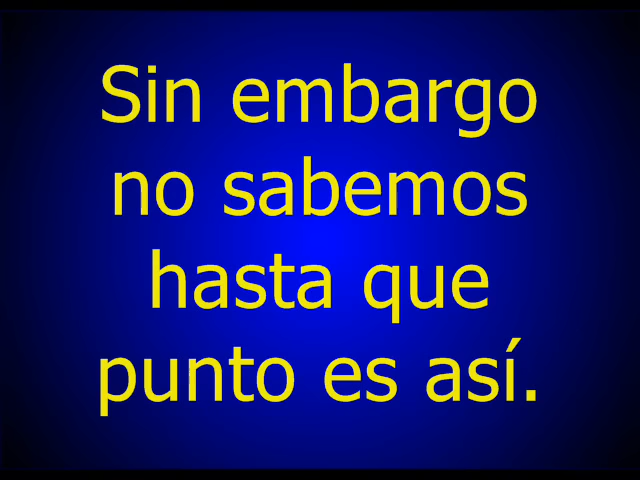 Sin embargo
no sabemos
hasta que
punto es así.